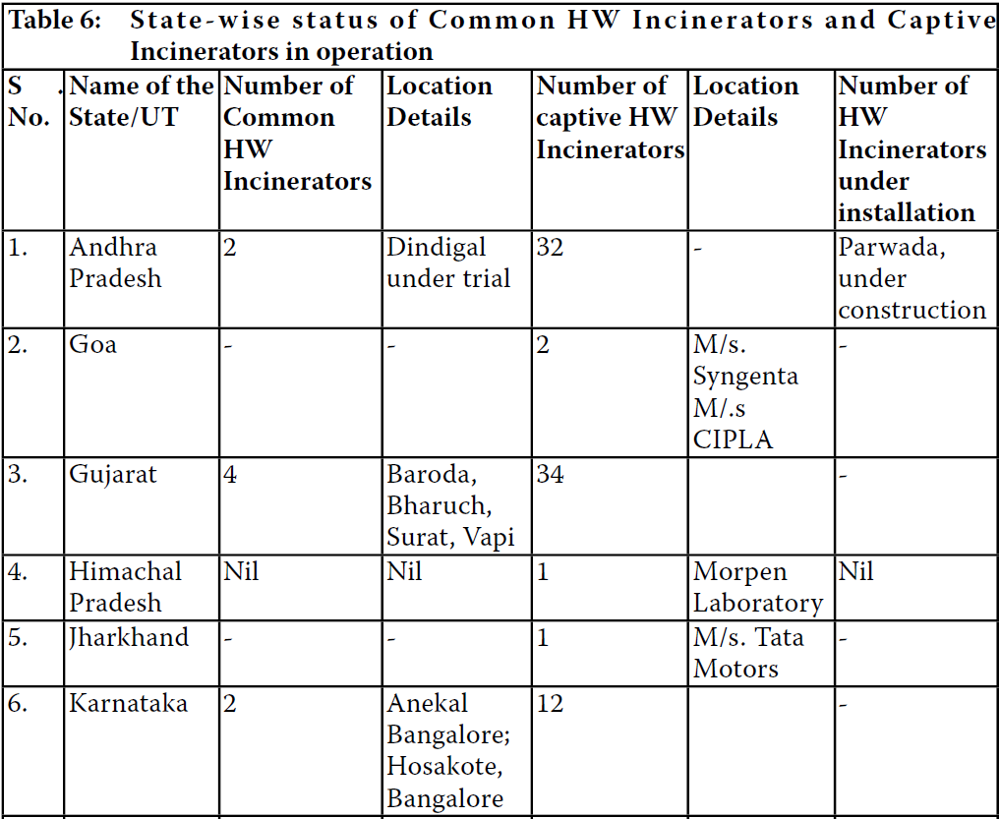 Table 6: State-wise status of Common HW Incinerators and Captive
Incinerators in operation
S . No.
Name of the State/UT
Number of Common HW Incinerators
Location Details
Number of captive HW Incinerators
Location Details
Number of HW Incinerators under installation
1.
Andhra Pradesh
2
Dindigal under trial
32
-
Parwada, under construction
2.
Goa
-
-
2
M/s. Syngenta M/.s CIPLA
-
3.
Gujarat
4
Baroda, Bharuch, Surat, Vapi
34
-
4.
Himachal Pradesh
Nil
Nil
1
Morpen Laboratory
Nil
5.
Jharkhand
-
-
1
M/s. Tata Motors
-
6.
Karnataka
2
Anekal Bangalore; Hosakote, Bangalore
12
-